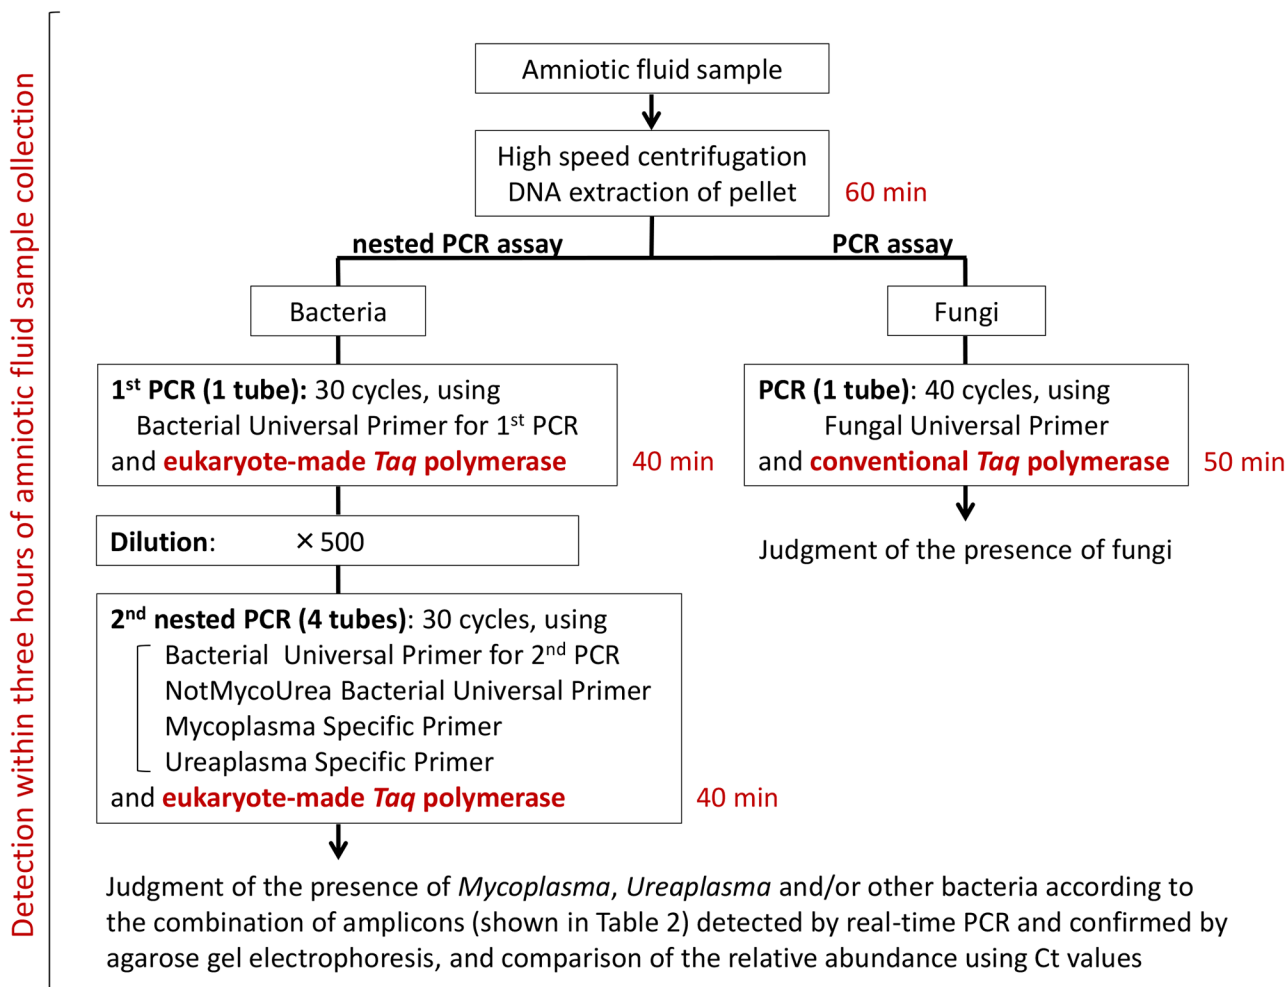 Detection within three hours of amniotic fluid sample collection
Amniotic fluid sample
High speed centrifugation
DNA extraction of pellet
60 min
nested PCR assay
PCR assay
Bacteria
Fungi
1st PCR (1 tube): 30 cycles, using
Bacterial Universal Primer for 1st PCR
and eukaryote-made Taq polymerase
40 min
PCR (1 tube): 40 cycles, using
Fungal Universal Primer
and conventional Taq polymerase
50 min
Dilution: ×500
Judgment of the presence of fungi
2nd nested PCR (4 tubes): 30 cycles, using
Bacterial Universal Primer for 2nd PCR
NotMycoUrea Bacterial Universal Primer
Mycoplasma Specific Primer
Ureaplasma Specific Primer
and eukaryote-made Taq polymerase
40 min
Judgment of the presence of Mycoplasma, Ureaplasma and/or other bacteria according to
the combination of amplicons (shown in Table 2) detected by real-time PCR and confirmed by
agarose gel electrophoresis, and comparison of the relative abundance using Ct values